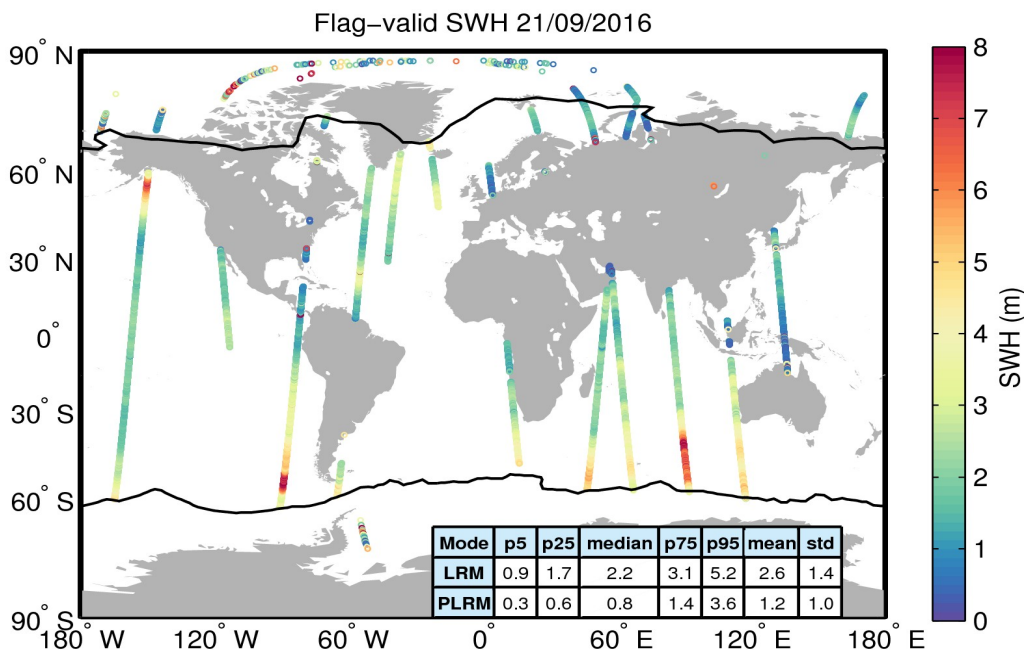 Flag−valid SWH 21/09/2016
90° N
60° N
30° N
0°
30° S
60° S
90° S
180° W
120° W
60° W
0°
60° E
120° E
180° E
8
7
6
5
4
3
2
1
0
SWH (m)
Mode p5 p25 median p75 p95 mean std
LRM 0.9 1.7 2.2 3.1 5.2 2.6 1.4
PLRM 0.3 0.6 0.8 1.4 3.6 1.2 1.0